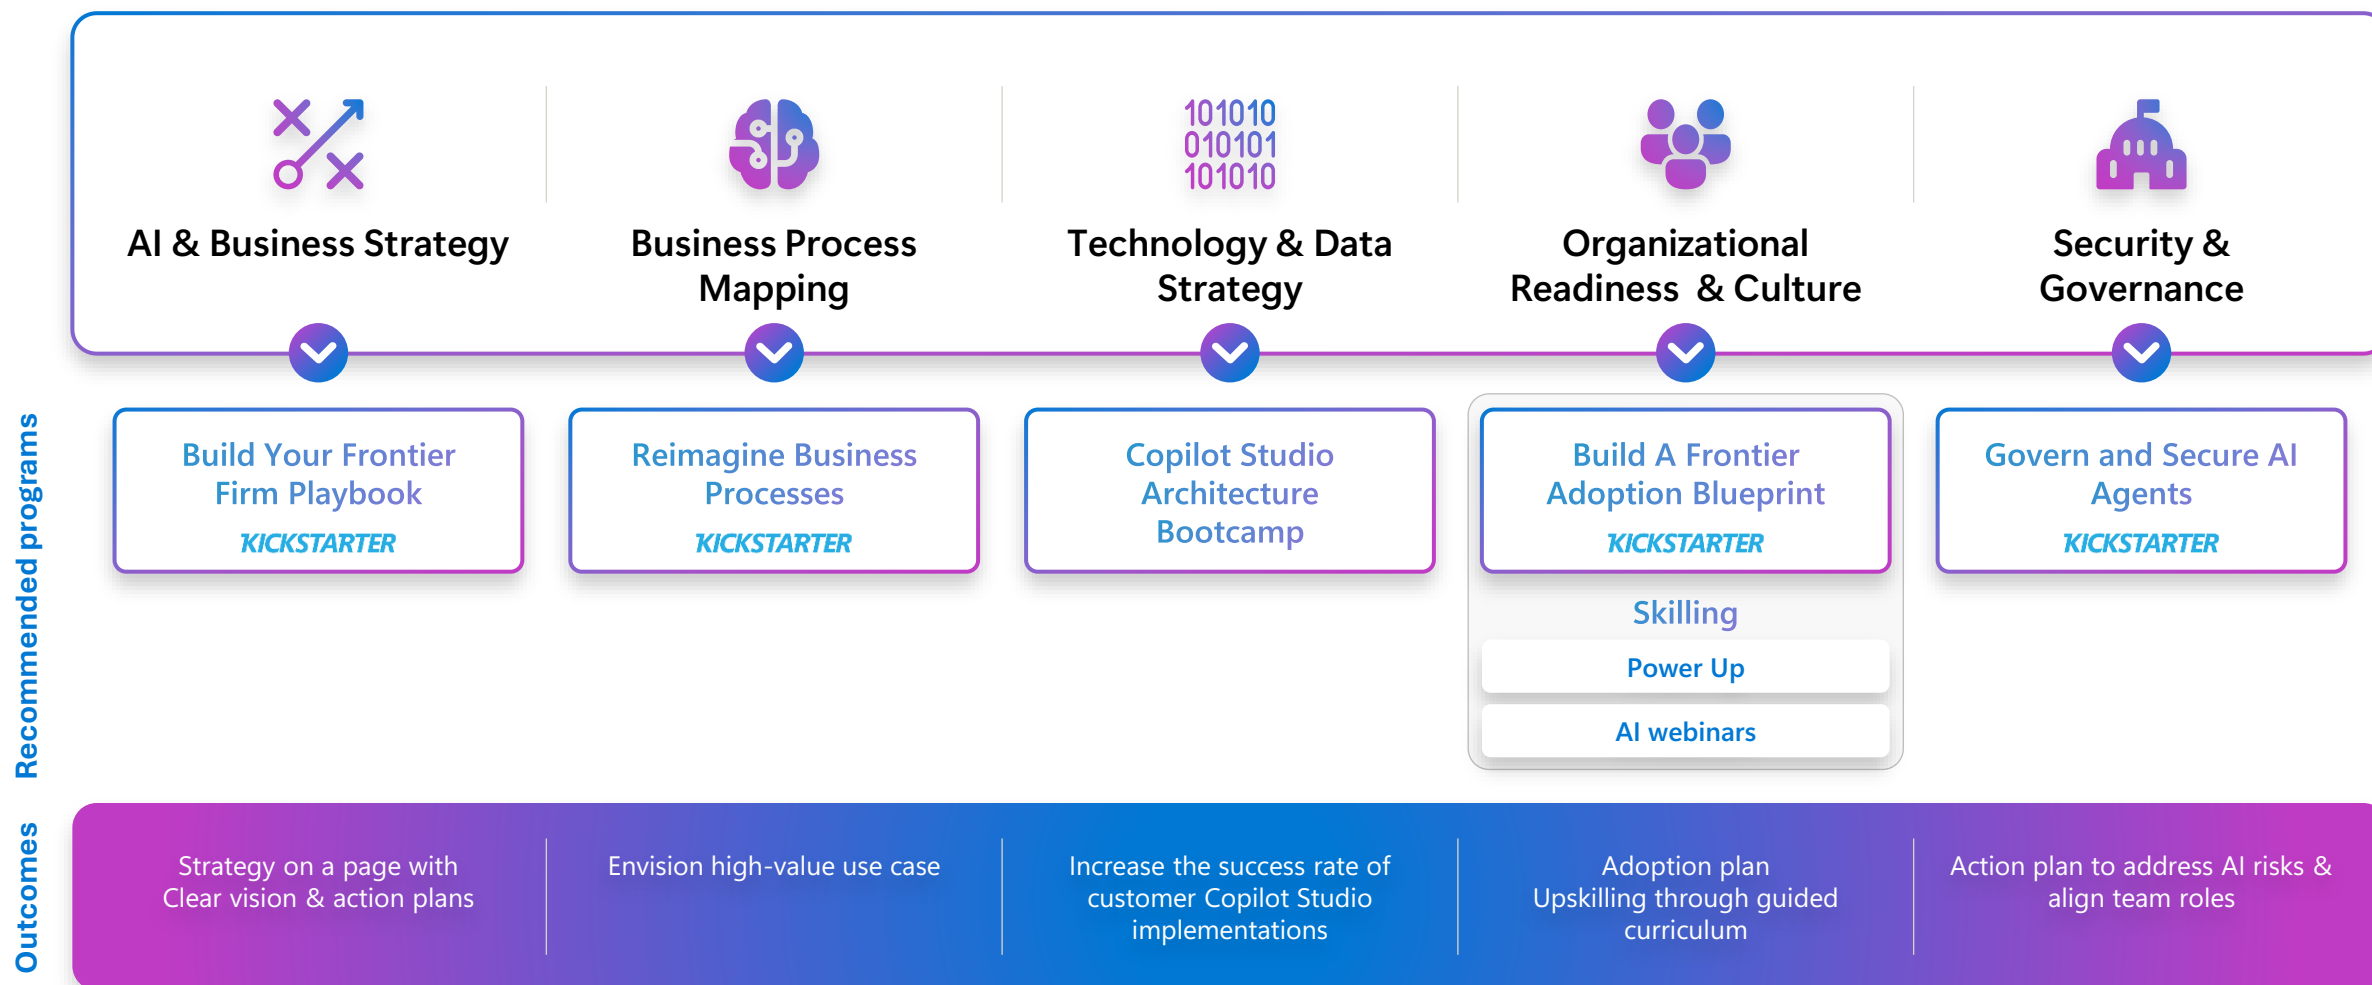 101010
010101
101010
AI & Business Strategy
Business Process
Mapping
Technology & Data
Strategy
Organizational
Readiness & Culture
Security &
Governance
Recommended programs
Build Your Frontier
Firm Playbook
KICKSTARTER
Reimagine Business
Processes
KICKSTARTER
Copilot Studio
Architecture
Bootcamp
Build A Frontier
Adoption Blueprint
KICKSTARTER
Skilling
Power Up
AI webinars
Govern and Secure AI
Agents
KICKSTARTER
Outcomes
Strategy on a page with
Clear vision & action plans
Envision high-value use case
Increase the success rate of
customer Copilot Studio
implementations
Adoption plan
Upskilling through guided
curriculum
Action plan to address AI risks &
align team roles